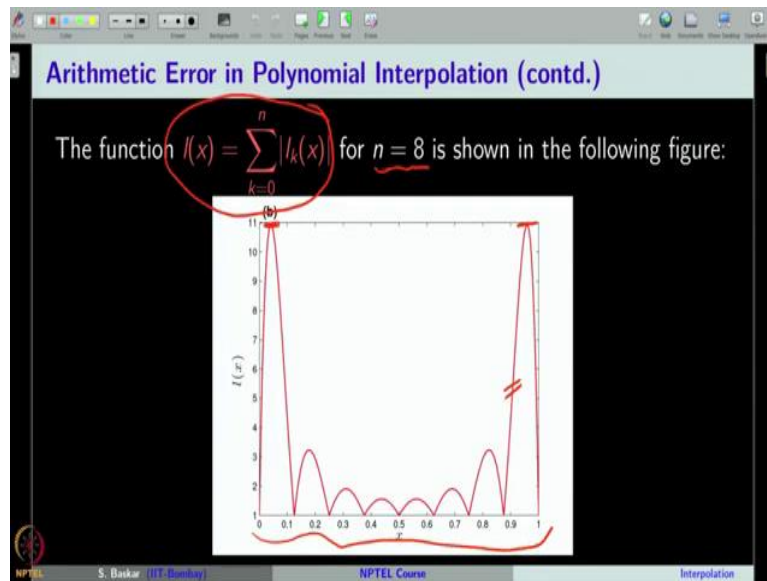 Arithmetic Error in Polynomial Interpolation (contd.)
The function l(x) = \sum_{k=0}^{n} |l_k(x)| for n = 8 is shown in the following figure:
(b)
11
10
9
8
7
6
5
4
3
2
1
l(x)
0 0.1 0.2 0.3 0.4 0.5 0.6 0.7 0.8 0.9 1
x
NPTEL S. Baskar (IIT-Bombay) NPTEL Course Interpolation